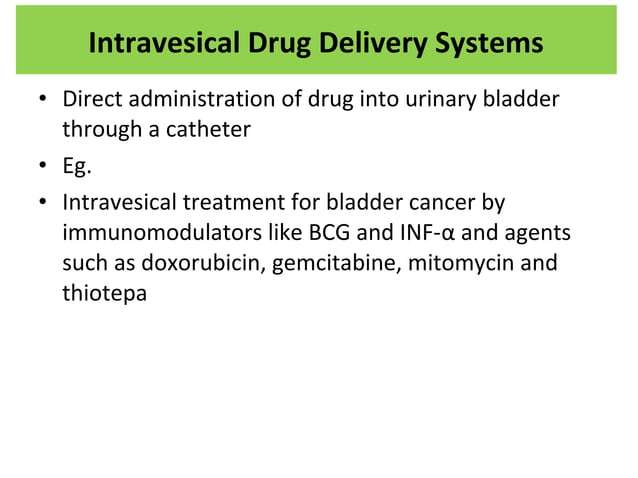 Intravesical Drug Delivery Systems
• Direct administration of drug into urinary bladder
through a catheter
• Eg.
• Intravesical treatment for bladder cancer by
immunomodulators like BCG and INF-α and agents
such as doxorubicin, gemcitabine, mitomycin and
thiotepa